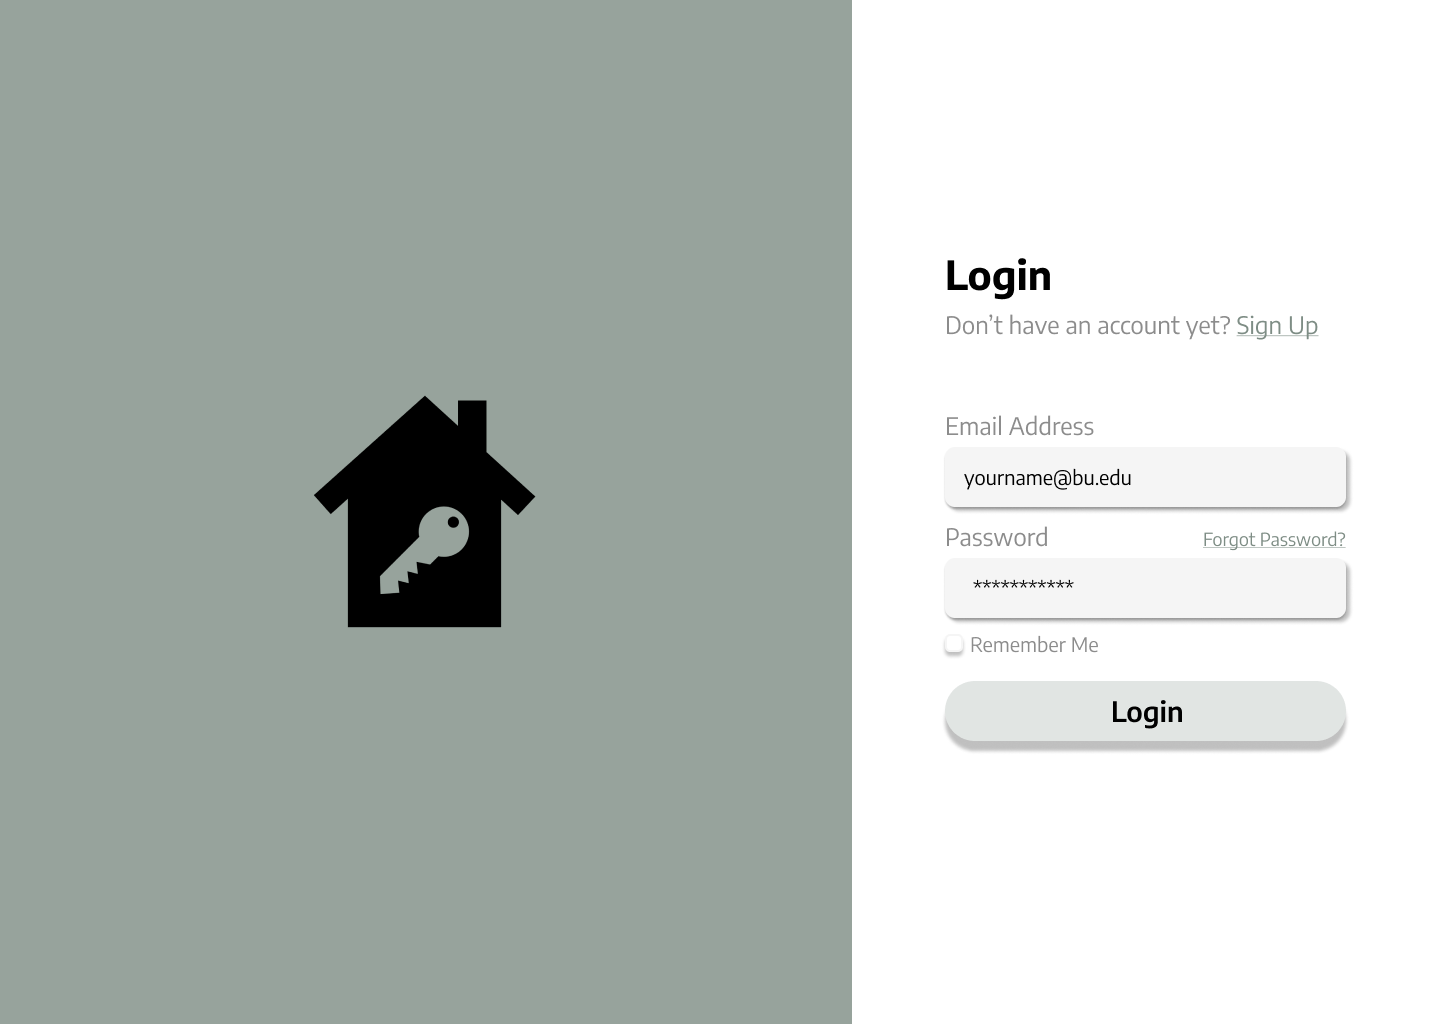 Login
Don’t have an account yet? Sign Up
Email Address
yourname@bu.edu
Password Forgot Password?
***********
Remember Me
Login